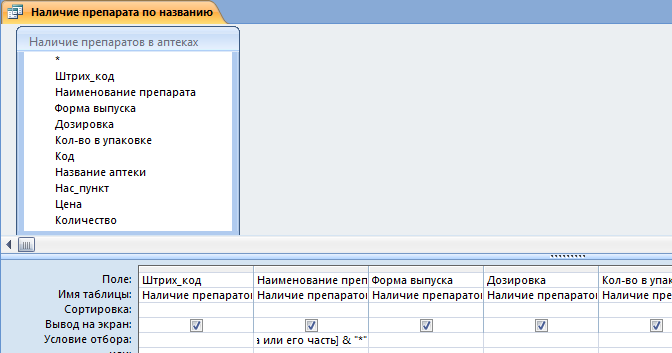 Наличие препарата по названию
Наличие препаратов в аптеках
*
Штрих_код
Наименование препарата
Форма выпуска
Дозировка
Кол-во в упаковке
Код
Название аптеки
Нас_пункт
Цена
Количество
Поле: Штрих_код Наименование преп Форма выпуска Дозировка Кол-во в упак
Имя таблицы: Наличие препаратов Наличие препаратов Наличие препаратов Наличие препаратов Наличие пре
Сортировка:
Вывод на экран:
Условие отбора: а или его часть] & "*"
или: